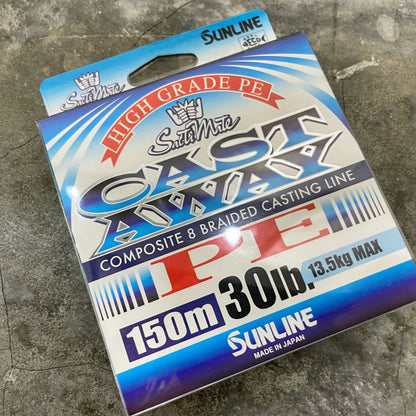 SUNLINE
SaltiMate
HIGH GRADE PE
SaltiMate
CAST
AWAY
COMPOSITE 8 BRAIDED CASTING LINE
PE
150m 30lb. 13.5kg MAX
SUNLINE
MADE IN JAPAN